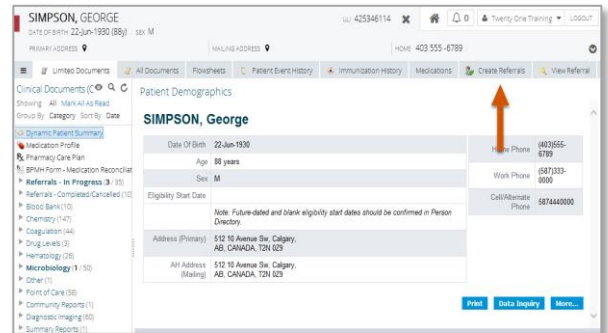 SIMPSON, GEORGE
DATE OF BIRTH 22-Jun-1930 (88y) SEX M
ULI 425346114
0
Twenty One Training
LOGOUT
PRIMARY ADDRESS
MAILING ADDRESS
HOME 403 555-6789
Limited Documents
All Documents
Flowsheets
Patient Event History
Immunization History
Medications
Create Referrals
View Referral
Clinical Documents (C
Showing All Mark All As Read
Group By Category Sort By Date
Dynamic Patient Summary
Medication Profile
Pharmacy Care Plan
BPMH Form - Medication Reconciliat
Referrals - In Progress (3 / 35)
Referrals - Completed/Cancelled (10)
Blood Bank (10)
Chemistry (147)
Coagulation (44)
Drug Levels (3)
Hematology (28)
Microbiology (1 / 50)
Other (1)
Point of Care (58)
Community Reports (1)
Diagnostic Imaging (60)
Summary Reports (1)
Patient Demographics
SIMPSON, George
Date Of Birth 22-Jun-1930
Age 88 years
Sex M
Eligibility Start Date
Note: Future-dated and blank eligibility start dates should be confirmed in Person
Directory.
Address (Primary) 512 10 Avenue Sw, Calgary,
AB, CANADA, T2N 0Z9
AH Address
(Mailing)
512 10 Avenue Sw, Calgary,
AB, CANADA, T2N 0Z9
Phone (403)555-
6789
Work Phone (587)333-
0000
Cell/Alternate
Phone
5874440000
Print
Data Inquiry
More...